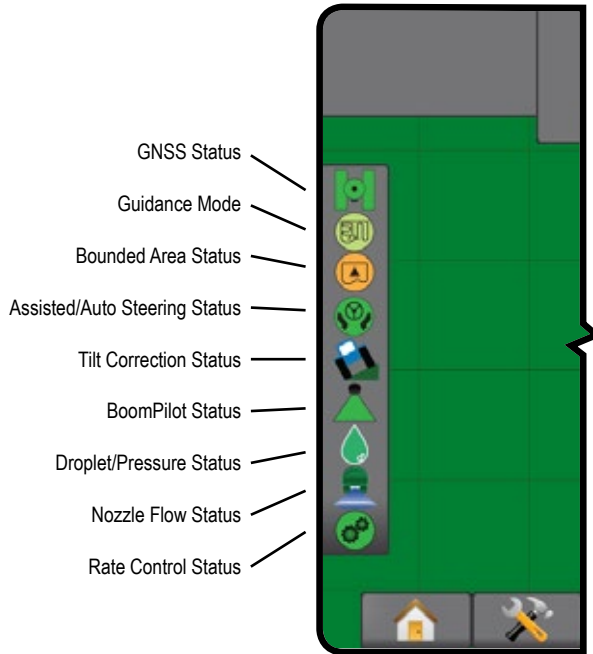 GNSS Status
Guidance Mode
Bounded Area Status
Assisted/Auto Steering Status
Tilt Correction Status
BoomPilot Status
Droplet/Pressure Status
Nozzle Flow Status
Rate Control Status